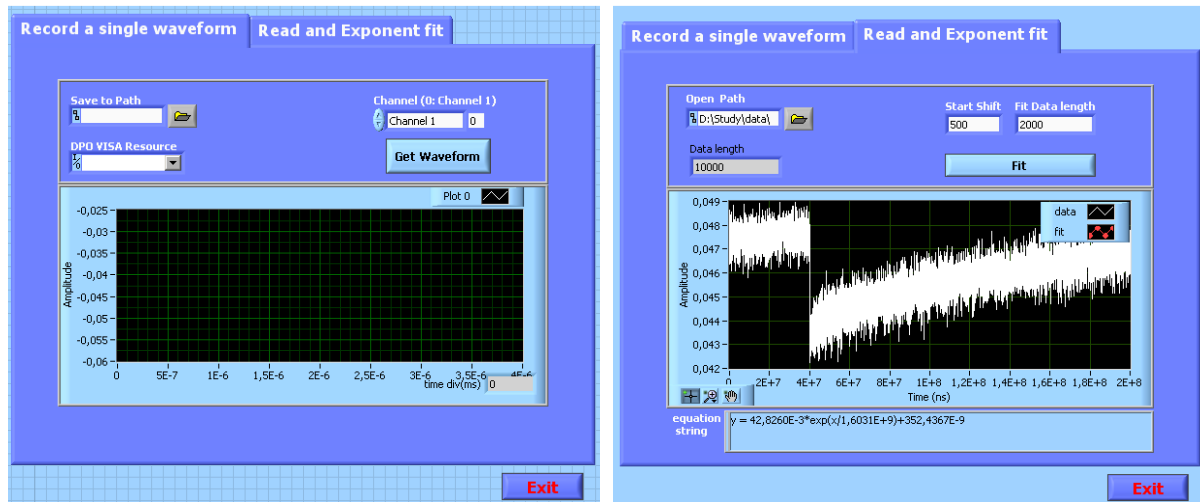 Record a single waveform
Read and Exponent fit
Save to Path
Channel (0: Channel 1)
Channel 1
0
DPO VISA Resource
Get Waveform
Plot 0
-0,025
-0,03
-0,035
-0,04
-0,045
-0,05
-0,055
-0,06
Amplitude
0
5E-7
1E-6
1,5E-6
2E-6
2,5E-6
3E-6
3,5E-6
4E-6
time div(ms)
0
Exit
Record a single waveform
Read and Exponent fit
Open Path
D:\Study\data\
Start Shift
500
Fit Data length
2000
Data length
10000
Fit
data
fit
0,049
0,048
0,047
0,046
0,045
0,044
0,043
0,042
Amplitude
0
2E+7
4E+7
6E+7
8E+7
1E+8
1,2E+8
1,4E+8
1,6E+8
1,8E+8
2E+8
Time (ns)
equation string
y = 42,8260E-3*exp(x/1,6031E+9)+352,4367E-9
Exit